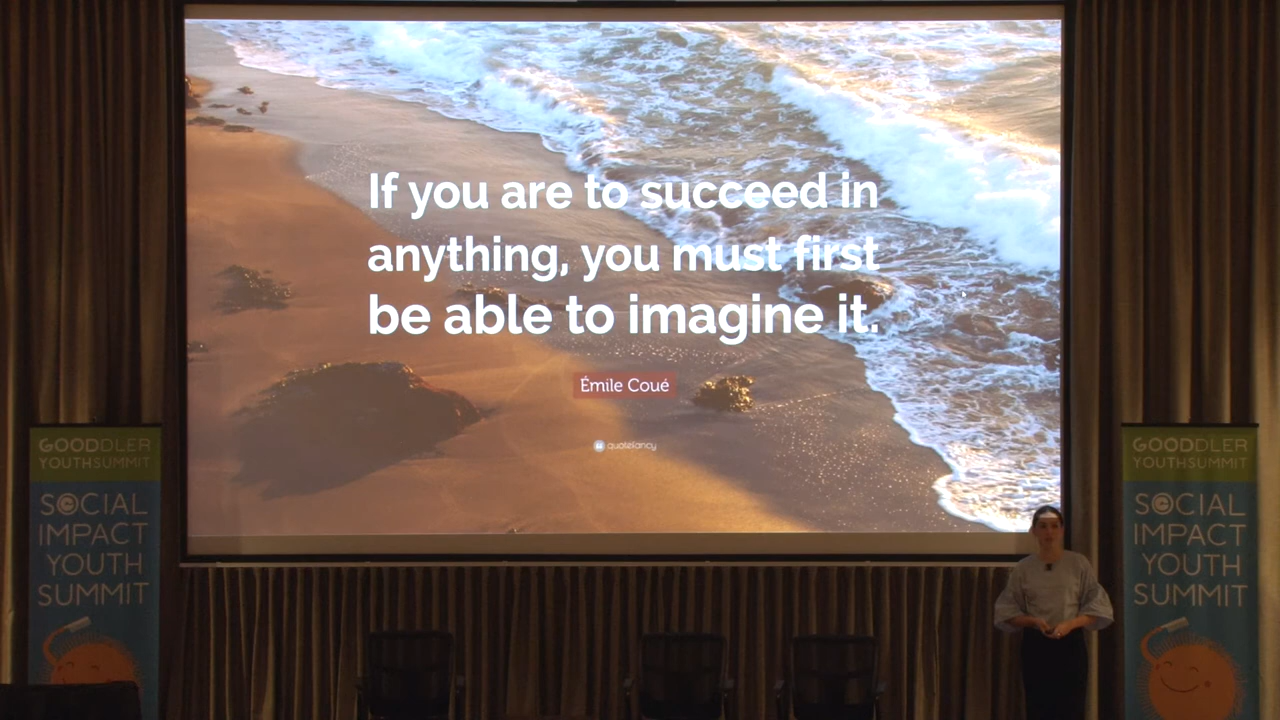 If you are to succeed in
anything, you must first
be able to imagine it.
Émile Coué
quotefancy
GOODDLER
YOUTHSUMMIT
SOCIAL
IMPACT
YOUTH
SUMMIT
GOODDLER
YOUTHSUMMIT
SOCIAL
IMPACT
YOUTH
SUMMIT